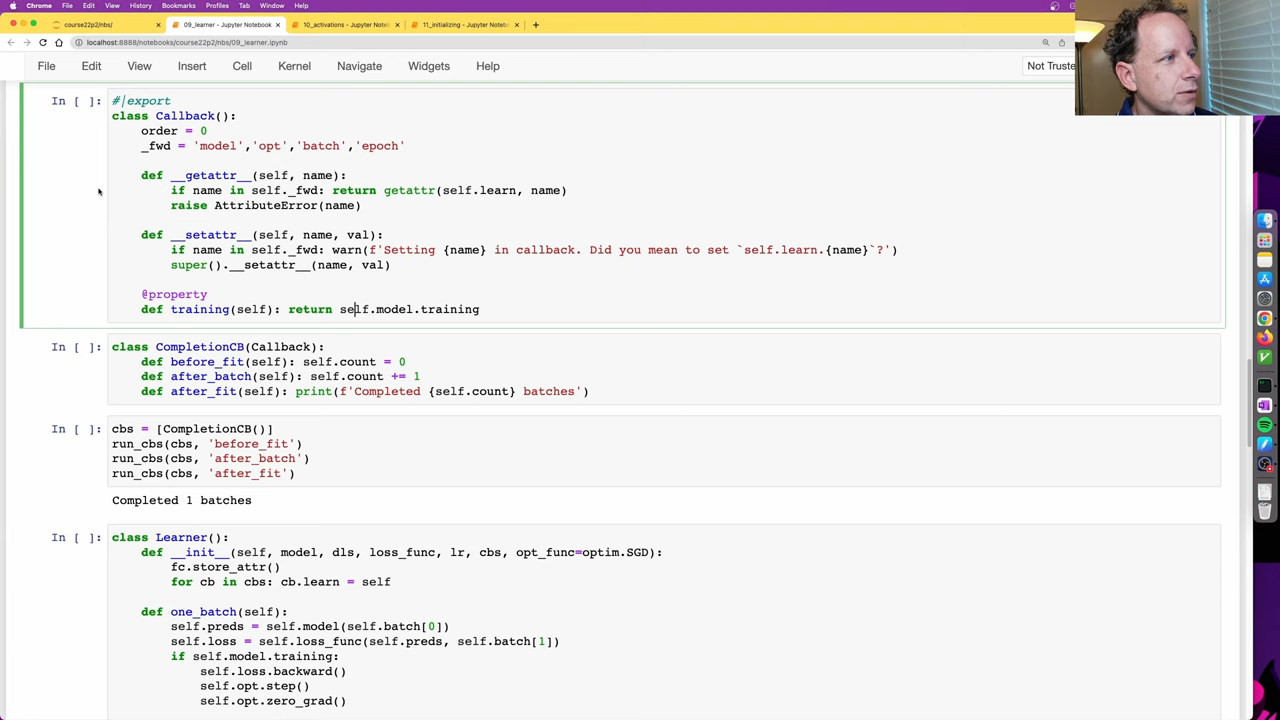 Chrome File Edit View History Bookmarks Profiles Tab Window Help
course22p2/nbs/
09_learner - Jupyter Notebook
10_activations - Jupyter Note
11_initializing - Jupyter Noteb
localhost:8888/notebooks/course22p2/nbs/09_learner.ipynb
File Edit View Insert Cell Kernel Navigate Widgets Help
Not Truste
In [ ]:
#|export
class Callback():
    order = 0
    _fwd = 'model','opt','batch','epoch'
    def __getattr__(self, name):
        if name in self._fwd: return getattr(self.learn, name)
        raise AttributeError(name)
    def __setattr__(self, name, val):
        if name in self._fwd: warn(f'Setting {name} in callback. Did you mean to set `self.learn.{name}`?')
        super().__setattr__(name, val)
    @property
    def training(self): return self.model.training
In [ ]:
class CompletionCB(Callback):
    def before_fit(self): self.count = 0
    def after_batch(self): self.count += 1
    def after_fit(self): print(f'Completed {self.count} batches')
In [ ]:
cbs = [CompletionCB()]
run_cbs(cbs, 'before_fit')
run_cbs(cbs, 'after_batch')
run_cbs(cbs, 'after_fit')
Completed 1 batches
In [ ]:
class Learner():
    def __init__(self, model, dls, loss_func, lr, cbs, opt_func=optim.SGD):
        fc.store_attr()
        for cb in cbs: cb.learn = self
    def one_batch(self):
        self.preds = self.model(self.batch[0])
        self.loss = self.loss_func(self.preds, self.batch[1])
        if self.model.training:
            self.loss.backward()
            self.opt.step()
            self.opt.zero_grad()